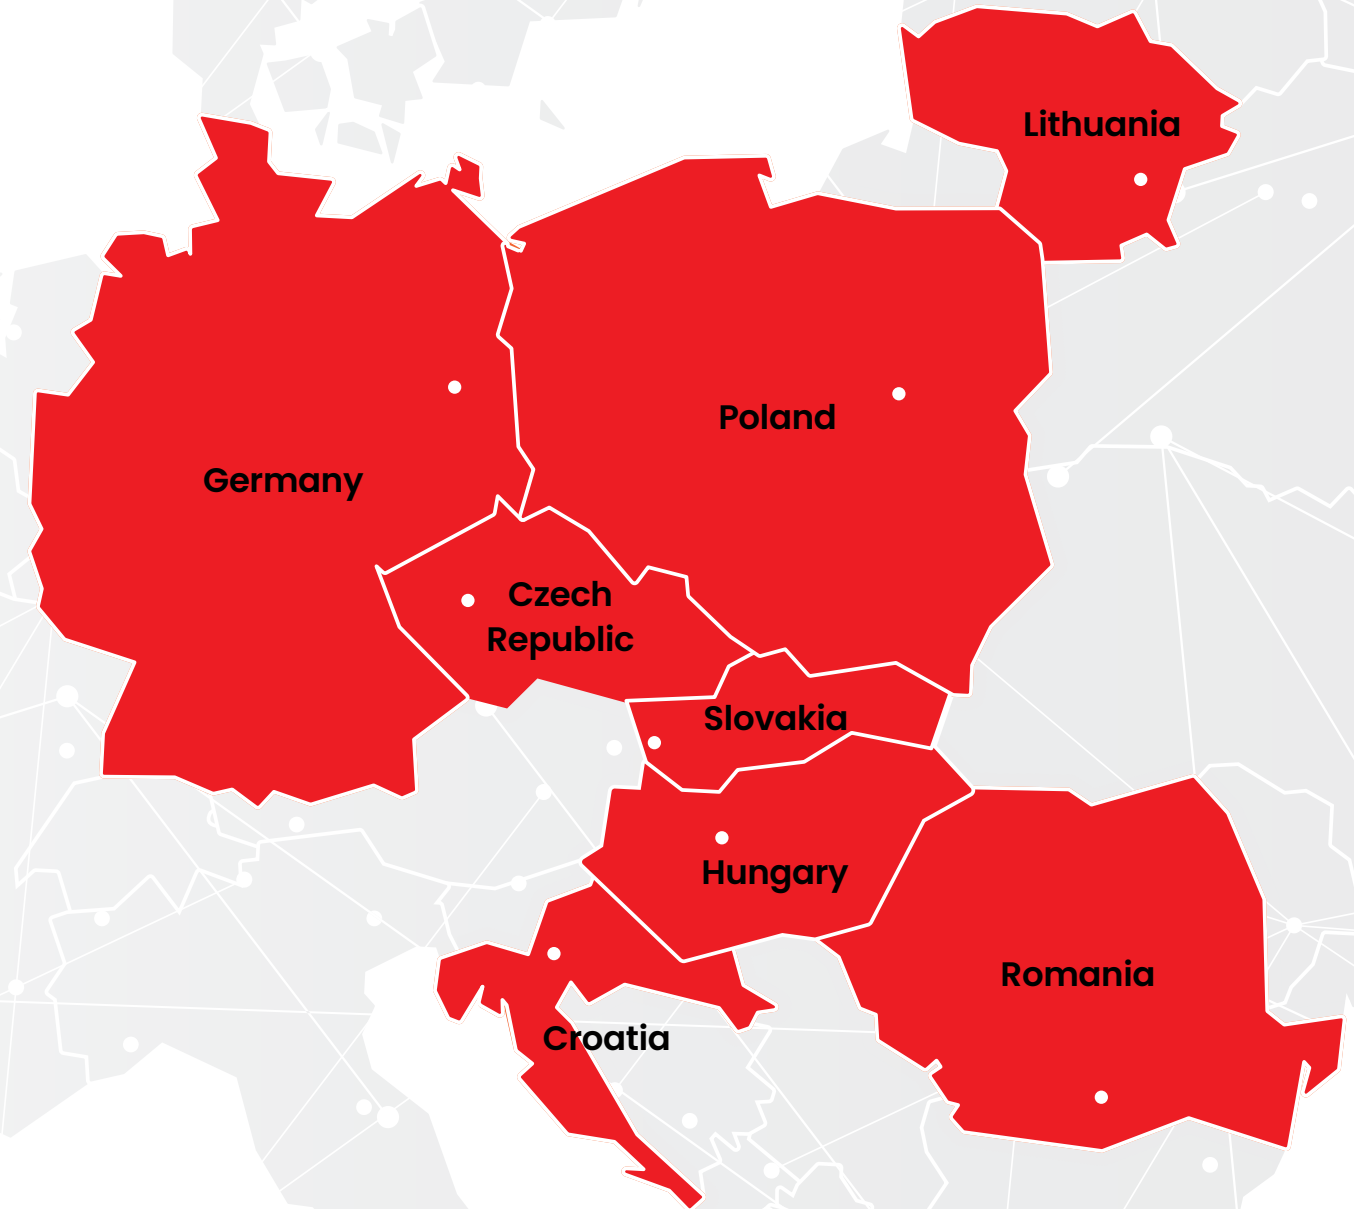 Lithuania
Poland
Germany
Czech
Republic
Slovakia
Hungary
Romania
Croatia